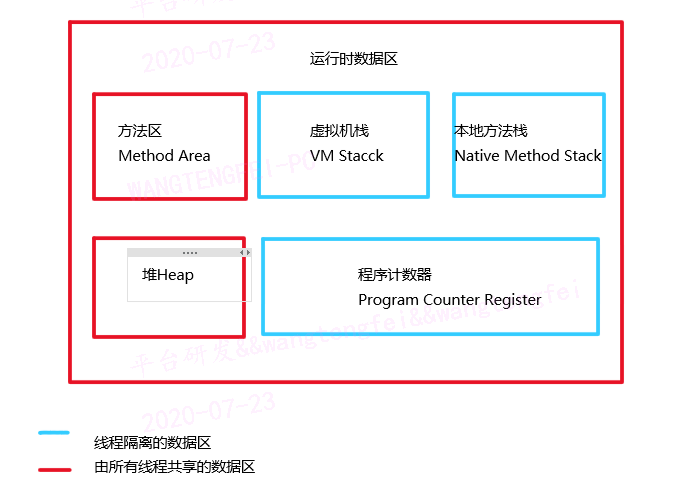 平台研发
2020-07-23
运行时数据区
方法区
Method Area
虚拟机栈
VM Stacck
本地方法栈
Native Method Stack
WANGTENGFEI-PC
堆Heap
程序计数器
Program Counter Register
平台研发&&wangtengfei&&wangtengfei
2020-07-23
线程隔离的数据区
由所有线程共享的数据区